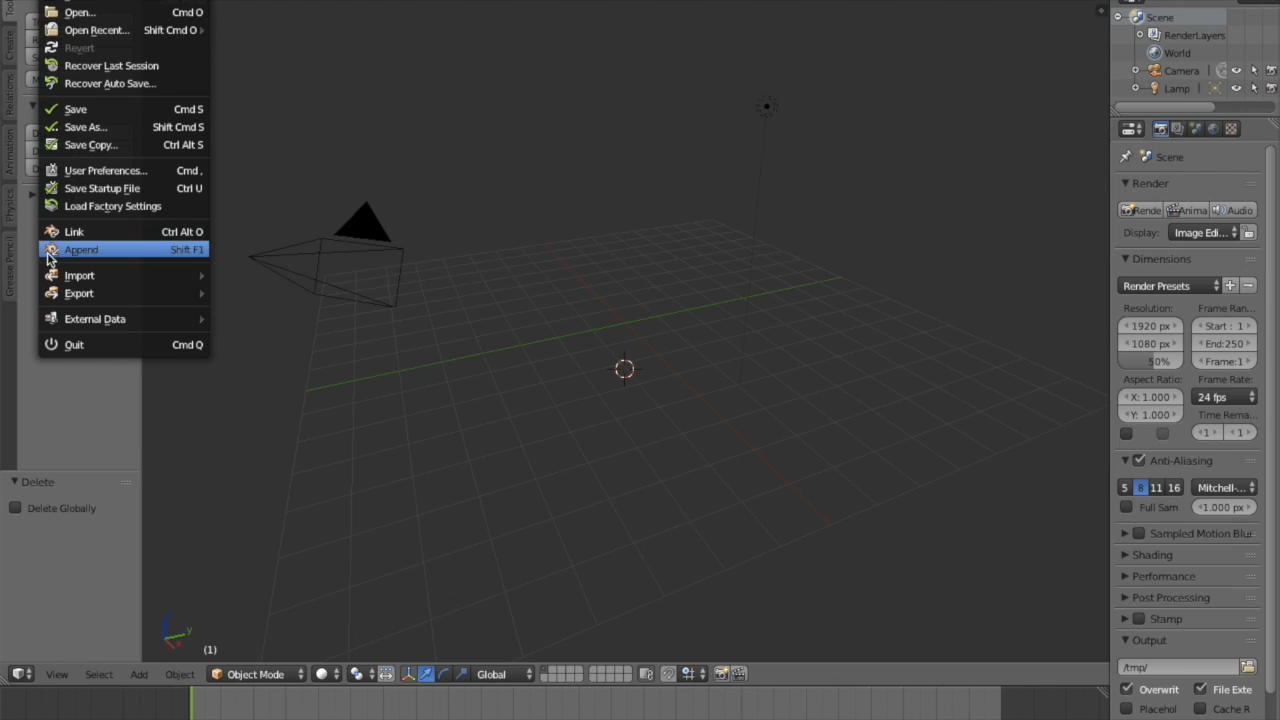 Open... Cmd O
Open Recent... Shift Cmd O
Revert
Recover Last Session
Recover Auto Save...
Save Cmd S
Save As... Shift Cmd S
Save Copy... Ctrl Alt S
User Preferences... Cmd ,
Save Startup File Ctrl U
Load Factory Settings
Link Ctrl Alt O
Append Shift F1
Import
Export
External Data
Quit Cmd Q
Create
Relations
Animation
Physics
Grease Pencil
Delete
Delete Globally
z
y
x
(1)
View Select Add Object Object Mode Global
Scene
RenderLayers
World
Camera
Lamp
Scene
Render
Rende Anima Audio
Display: Image Edi...
Dimensions
Render Presets
Resolution: Frame Ran...
1920 px Start : 1
1080 px End:250
50% Frame:1
Aspect Ratio: Frame Rate:
X: 1.000 24 fps
Y: 1.000 Time Rema...
1 1
Anti-Aliasing
5 8 11 16 Mitchell-...
Full Sam 1.000 px
Sampled Motion Blur
Shading
Performance
Post Processing
Stamp
Output
/tmp/
Overwrit File Exte
Placehol Cache R